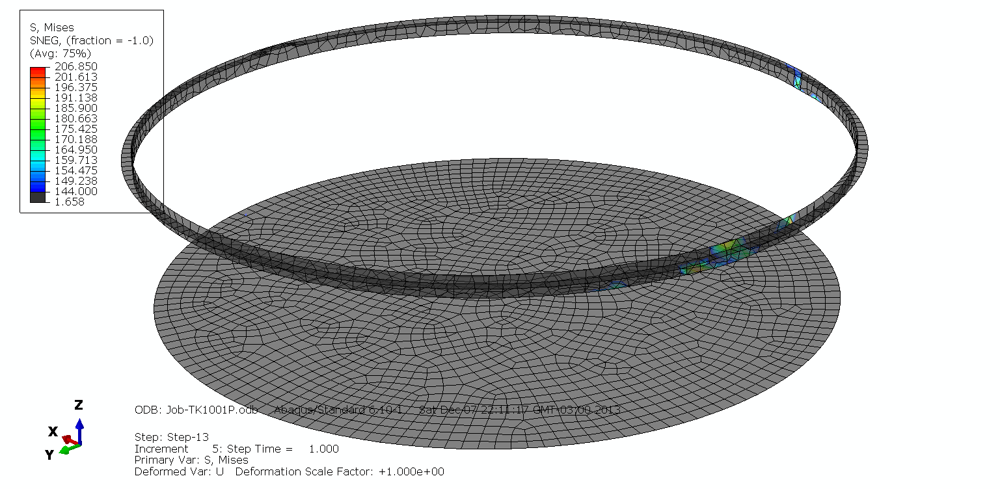 S, Mises
SNEG, (fraction = -1.0)
(Avg: 75%)
206.850
201.613
196.375
191.138
185.900
180.663
175.425
170.188
164.950
159.713
154.475
149.238
144.000
1.658
Z
X
Y
ODB: Job-TK1001P.odb Abaqus/Standard 6.10-1 Sat Dec 07 22:11:17 GMT-03:00 2013
Step: Step-13
Increment 5: Step Time = 1.000
Primary Var: S, Mises
Deformed Var: U Deformation Scale Factor: +1.000e+00